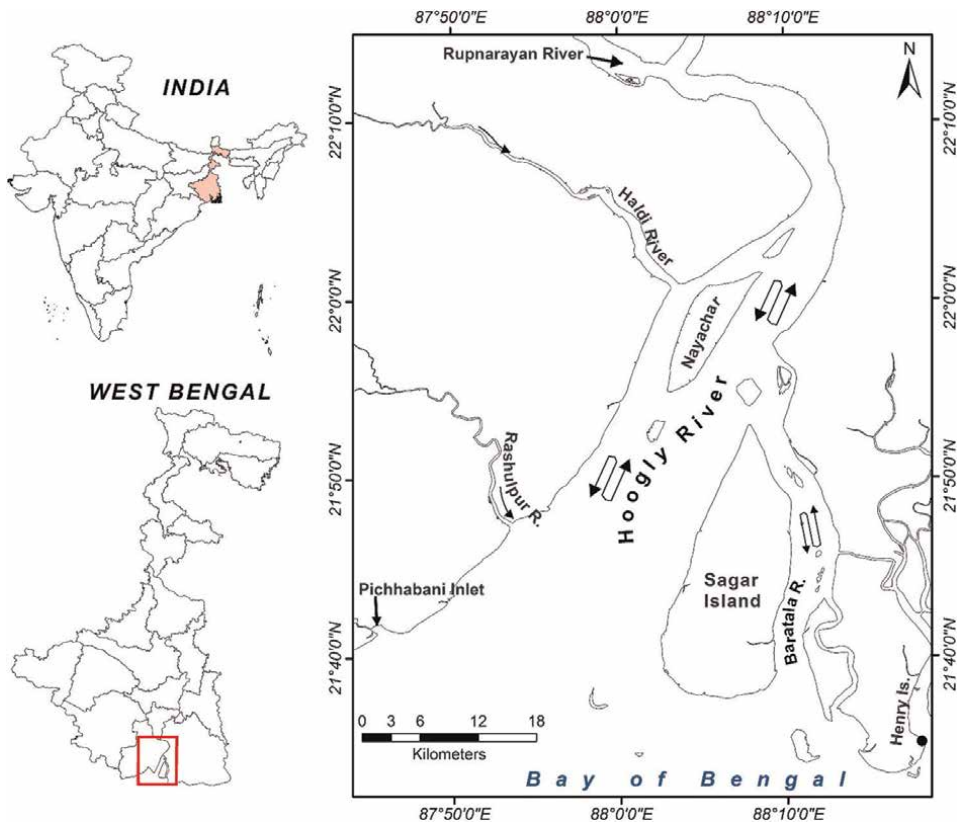 INDIA
WEST BENGAL
87°50'0"E
88°0'0"E
88°10'0"E
N
Rupnarayan River
22°10'0"N
22°10'0"N
Haldi River
22°0'0"N
22°0'0"N
Nayachar
Hoogly River
21°50'0"N
21°50'0"N
Rashulpur R.
Pichhabani Inlet
Sagar
Island
Baratala R.
21°40'0"N
21°40'0"N
Henry Is.
0 3 6 12 18
Kilometers
Bay of Bengal
87°50'0"E
88°0'0"E
88°10'0"E